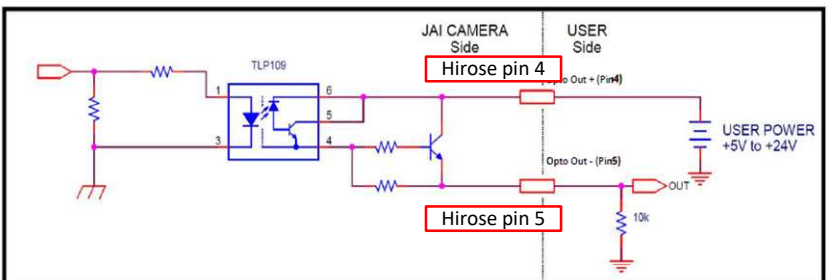 JAI CAMERA
Side
USER
Side
Hirose pin 4
TLP109
Opto Out + (Pin4)
1
6
5
3
4
USER POWER
+5V to +24V
Opto Out - (Pin5)
OUT
Hirose pin 5
10k